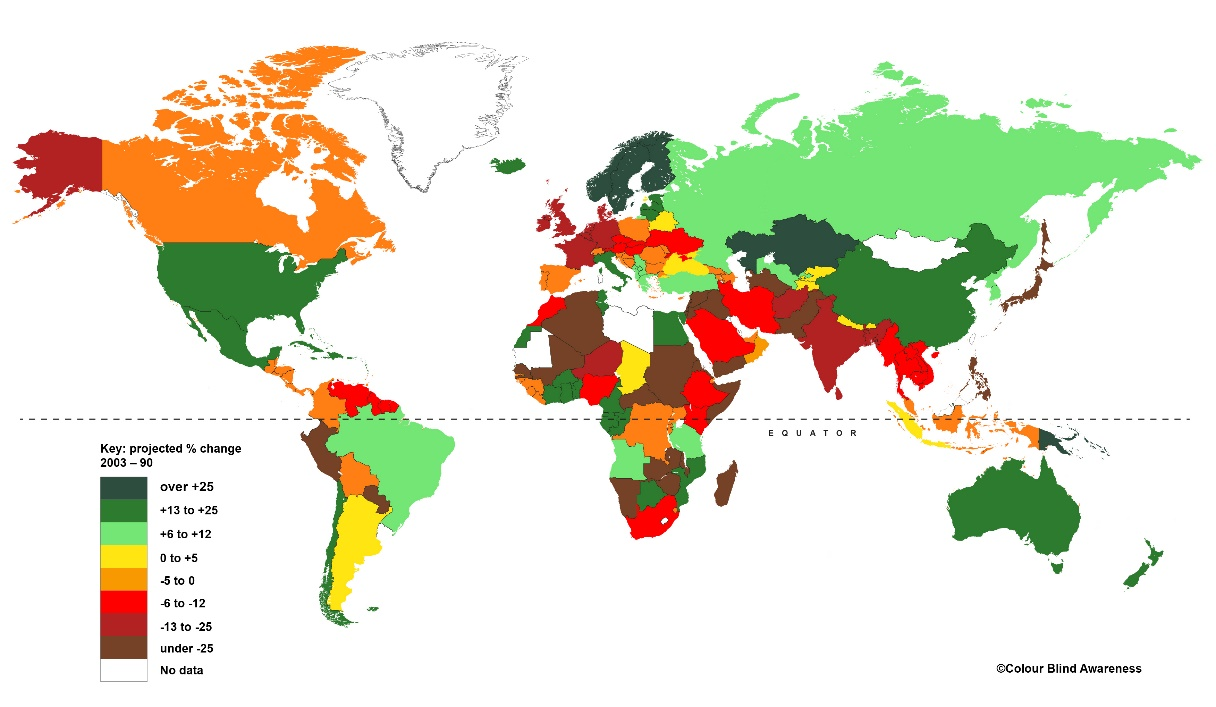 EQUATOR
Key: projected % change
2003 – 90
over +25
+13 to +25
+6 to +12
0 to +5
-5 to 0
-6 to -12
-13 to -25
under -25
No data
©Colour Blind Awareness